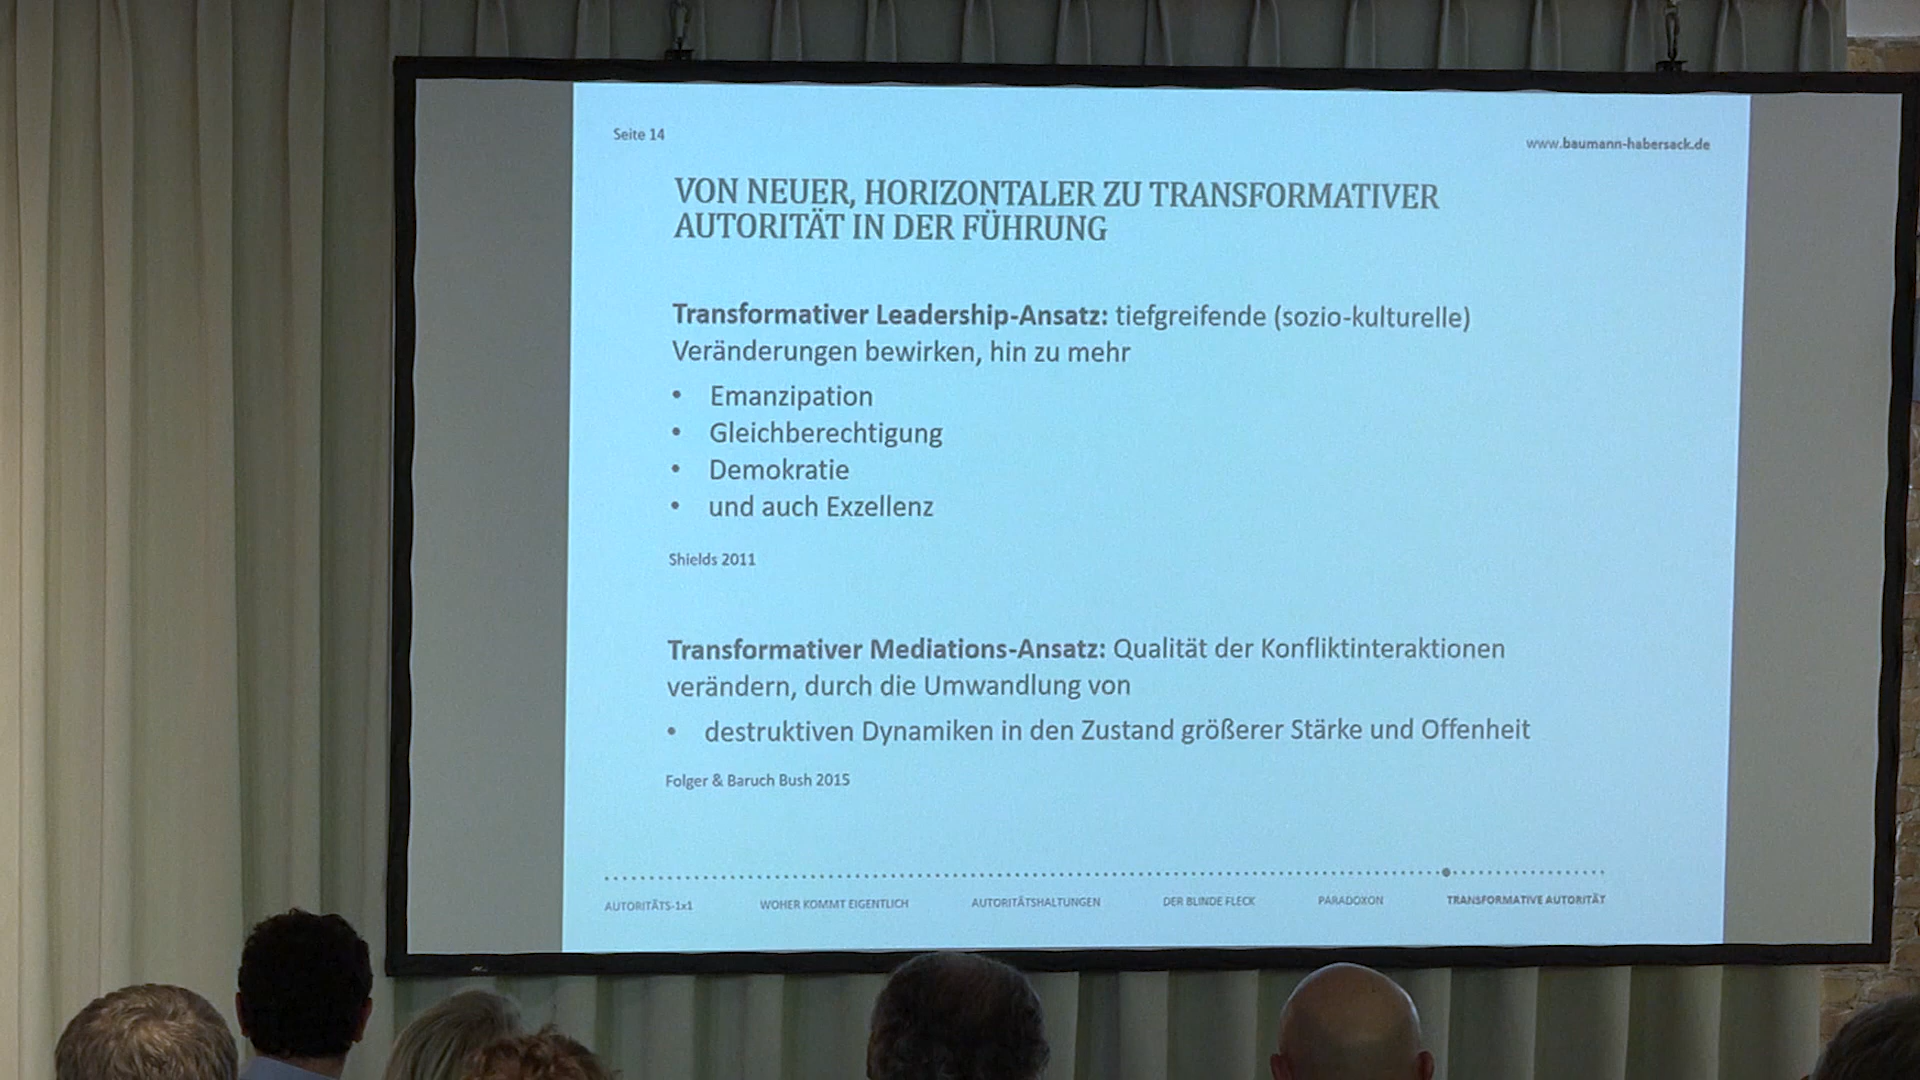 Seite 14
www.baumann-habersack.de
VON NEUER, HORIZONTALER ZU TRANSFORMATIVER
AUTORITÄT IN DER FÜHRUNG
Transformativer Leadership-Ansatz: tiefgreifende (sozio-kulturelle)
Veränderungen bewirken, hin zu mehr
• Emanzipation
• Gleichberechtigung
• Demokratie
• und auch Exzellenz
Shields 2011
Transformativer Mediations-Ansatz: Qualität der Konfliktinteraktionen
verändern, durch die Umwandlung von
• destruktiven Dynamiken in den Zustand größerer Stärke und Offenheit
Folger & Baruch Bush 2015
AUTORITÄTS-1x1 WOHER KOMMT EIGENTLICH AUTORITÄTSHALTUNGEN DER BLINDE FLECK PARADOXON TRANSFORMATIVE AUTORITÄT